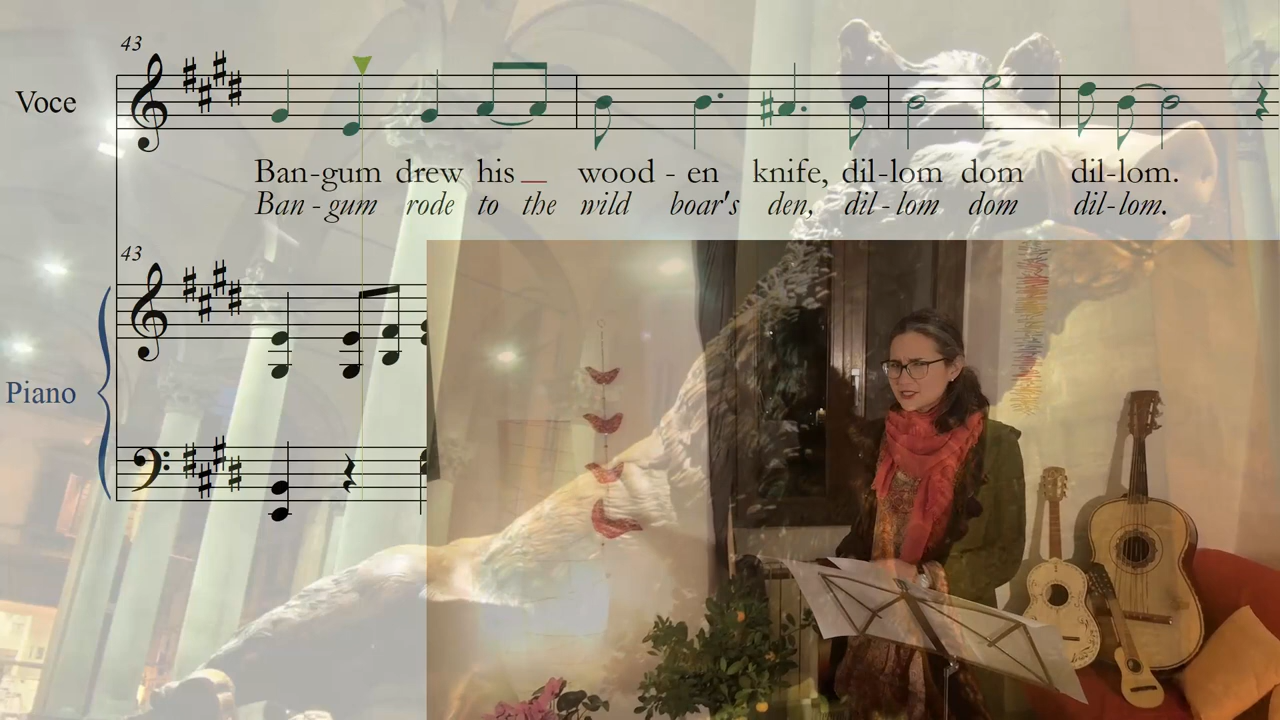 43
Voce
Ban-gum drew his_ wood - en knife, dil-lom dom dil-lom.
Ban - gum rode to the wild boar's den, dil - lom dom dil-lom.
43
Piano